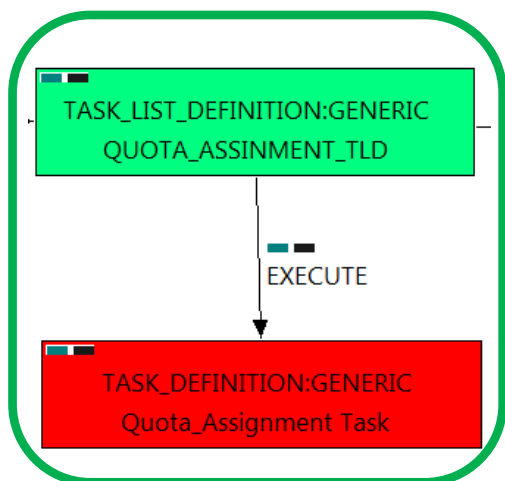 TASK_LIST_DEFINITION:GENERIC
QUOTA_ASSINMENT_TLD
EXECUTE
TASK_DEFINITION:GENERIC
Quota_Assignment Task